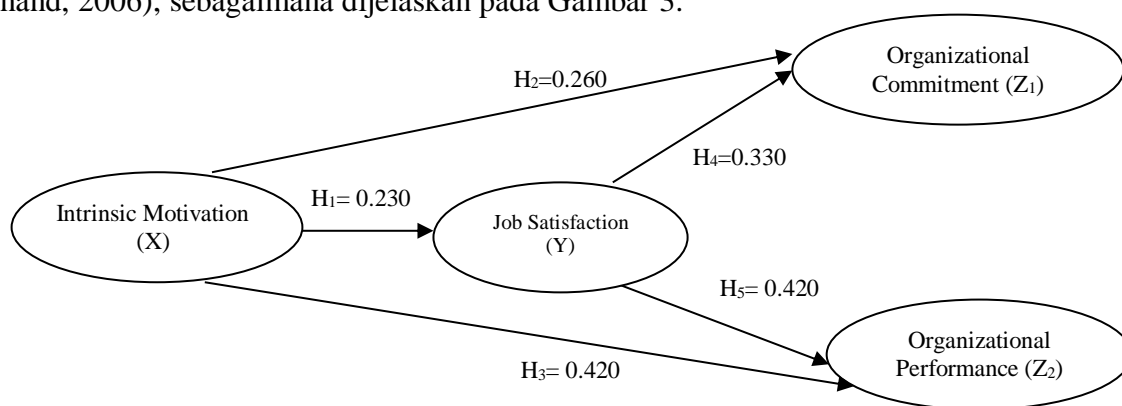 2006), sebagaimana dijelaskan pada Gambar 3.
Organizational
Commitment (Z₁)
H₂=0.260
H₄=0.330
H₁= 0.230
Intrinsic Motivation
(X)
Job Satisfaction
(Y)
H₅= 0.420
Organizational
Performance (Z₂)
H₃= 0.420